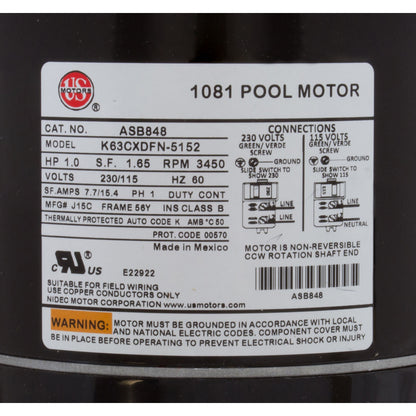 US
MOTORS
®
1081 POOL MOTOR
CAT. NO. ASB848
MODEL K63CXDFN-5152
HP 1.0 S.F. 1.65 RPM 3450
VOLTS 230/115 HZ 60
SF.AMPS 7.7/15.4 PH 1 DUTY CONT
MFG# J15C FRAME 56Y INS CLASS B
THERMALLY PROTECTED AUTO CODE K AMB °C 50
PROT. CODE 00570
Made in Mexico
CONNECTIONS
230 VOLTS
GREEN/ VERDE
SCREW
GROUND
SLIDE SWITCH TO
SHOW 230
L2 LINE
L1 LINE
115 VOLTS
GREEN/ VERDE
SCREW
GROUND
SLIDE SWITCH TO
SHOW 115
LINE
NEUTRAL
MOTOR IS NON-REVERSIBLE
CCW ROTATION SHAFT END
ASB848
C UR US
E22922
SUITABLE FOR FIELD WIRING
USE COPPER CONDUCTORS ONLY
NIDEC MOTOR CORPORATION www.usmotors.com
WARNING: MOTOR MUST BE GROUNDED IN ACCORDANCE WITH LOCAL
AND NATIONAL ELECTRIC CODES. COMPONENT COVER MUST
BE IN PLACE BEFORE OPERATING TO PREVENT ELECTRICAL SHOCK OR INJURY